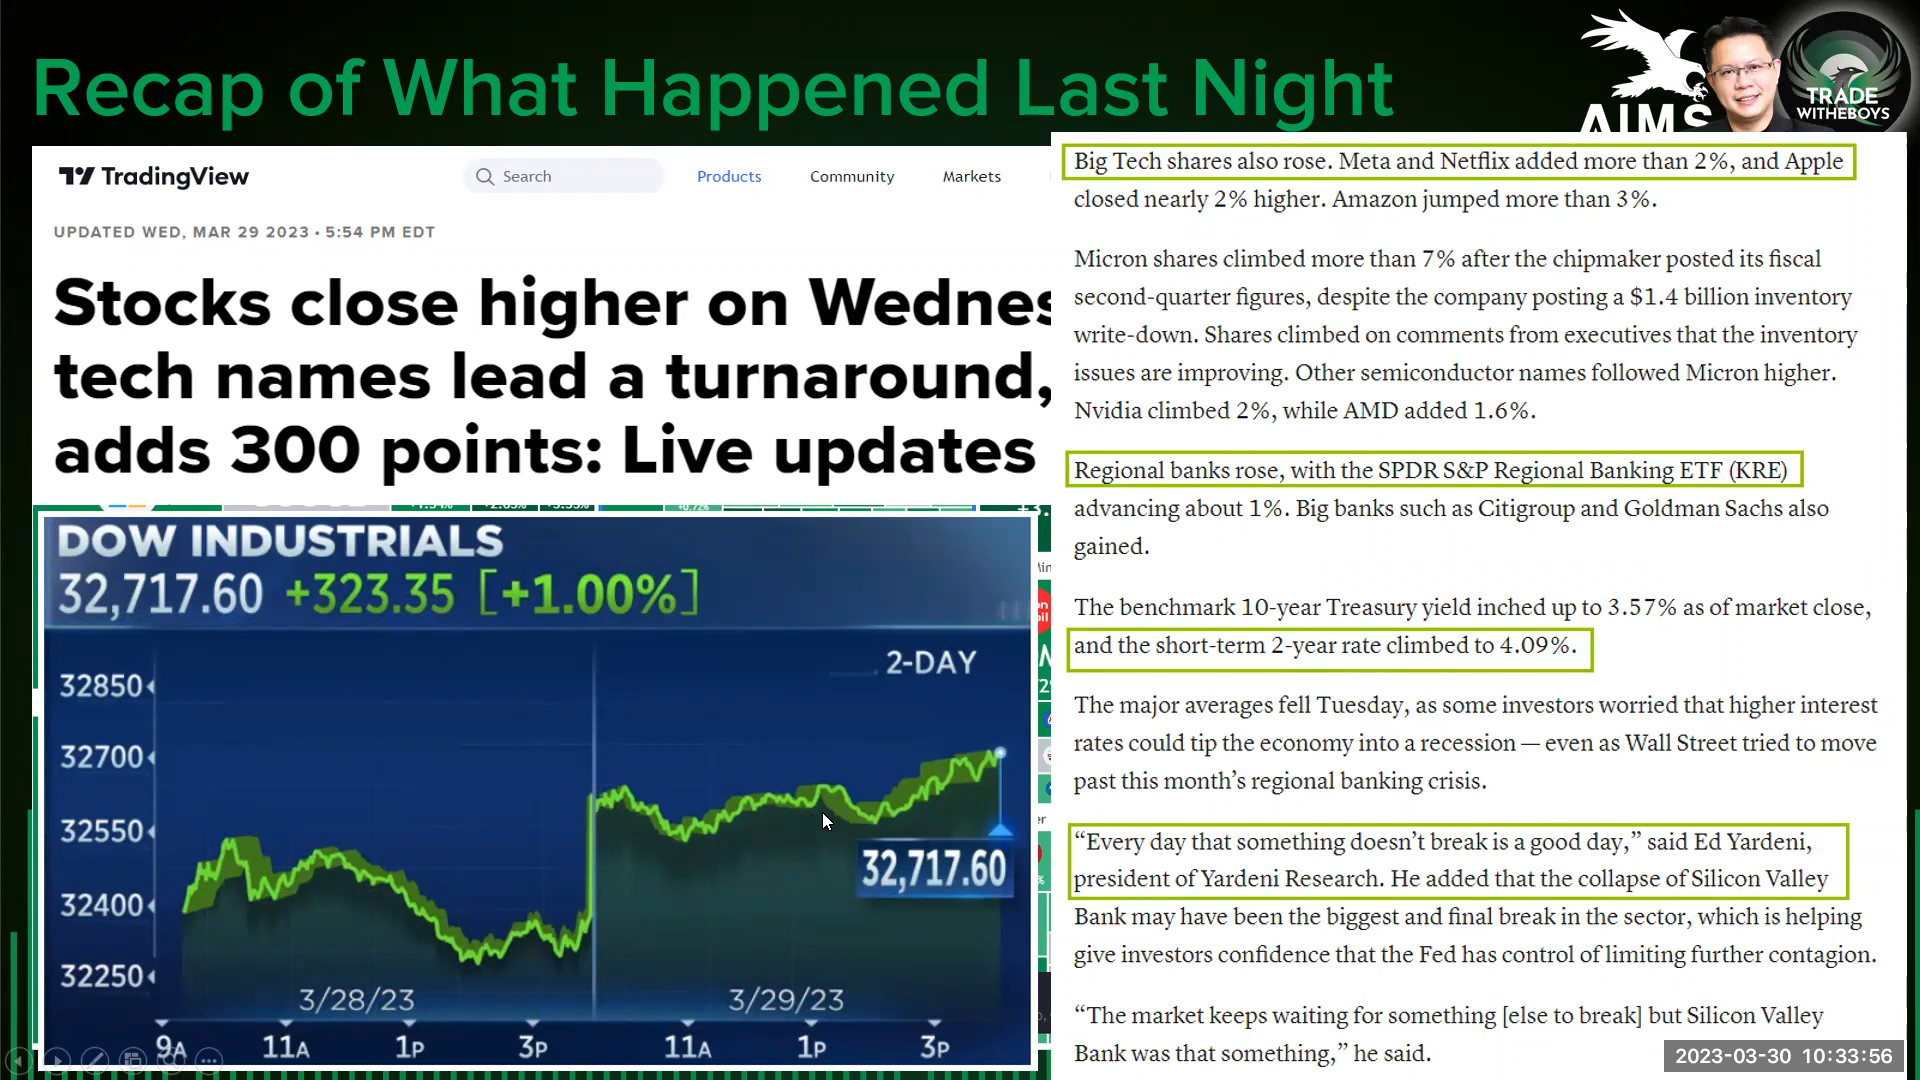 Recap of What Happened Last Night
AIMS
TRADE
WITHEBOYS
TradingView
Search
Products
Community
Markets
UPDATED WED, MAR 29 2023 • 5:54 PM EDT
Stocks close higher on Wednes
tech names lead a turnaround,
adds 300 points: Live updates
DOW INDUSTRIALS
32,717.60 +323.35 [+1.00%]
2-DAY
32850
32700
32550
32400
32250
32,717.60
3/28/23
3/29/23
9A
11A
1P
3P
11A
1P
3P
Big Tech shares also rose. Meta and Netflix added more than 2%, and Apple
closed nearly 2% higher. Amazon jumped more than 3%.
Micron shares climbed more than 7% after the chipmaker posted its fiscal
second-quarter figures, despite the company posting a $1.4 billion inventory
write-down. Shares climbed on comments from executives that the inventory
issues are improving. Other semiconductor names followed Micron higher.
Nvidia climbed 2%, while AMD added 1.6%.
Regional banks rose, with the SPDR S&P Regional Banking ETF (KRE)
advancing about 1%. Big banks such as Citigroup and Goldman Sachs also
gained.
The benchmark 10-year Treasury yield inched up to 3.57% as of market close,
and the short-term 2-year rate climbed to 4.09%.
The major averages fell Tuesday, as some investors worried that higher interest
rates could tip the economy into a recession — even as Wall Street tried to move
past this month’s regional banking crisis.
“Every day that something doesn’t break is a good day,” said Ed Yardeni,
president of Yardeni Research. He added that the collapse of Silicon Valley
Bank may have been the biggest and final break in the sector, which is helping
give investors confidence that the Fed has control of limiting further contagion.
“The market keeps waiting for something [else to break] but Silicon Valley
Bank was that something,” he said.
2023-03-30 10:33:56